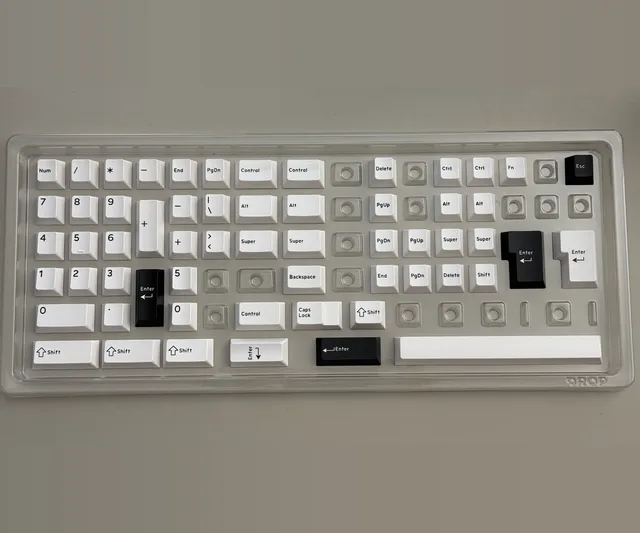 Num / * − End PgDn Control Control Delete Ctrl Ctrl Fn Esc
7 8 9 + − | \ Alt Alt PgUp Alt Alt
4 5 6 + > < Super Super PgDn PgUp Super Super Enter Enter
1 2 3 Enter 5 Backspace End PgDn Delete Shift
0 . 0 Control Caps Lock Shift
Shift Shift Shift Enter Enter
DROP